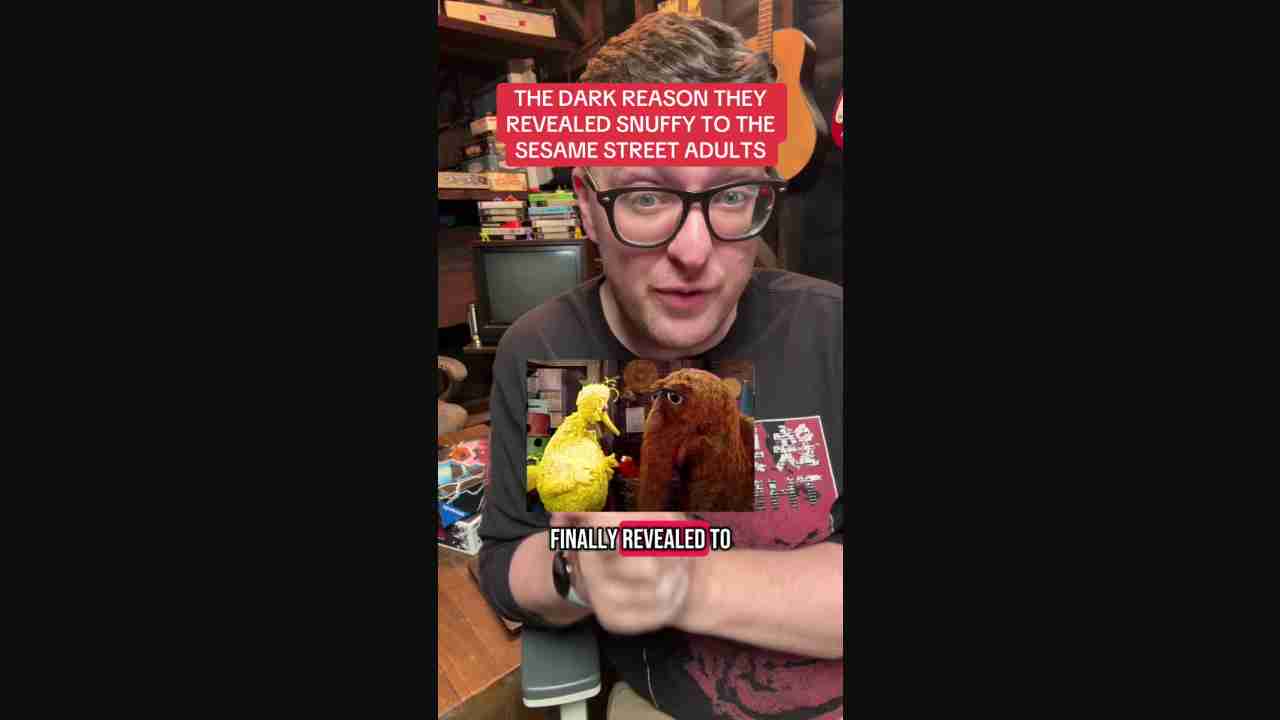 THE DARK REASON THEY
REVEALED SNUFFY TO THE
SESAME STREET ADULTS
FINALLY REVEALED TO